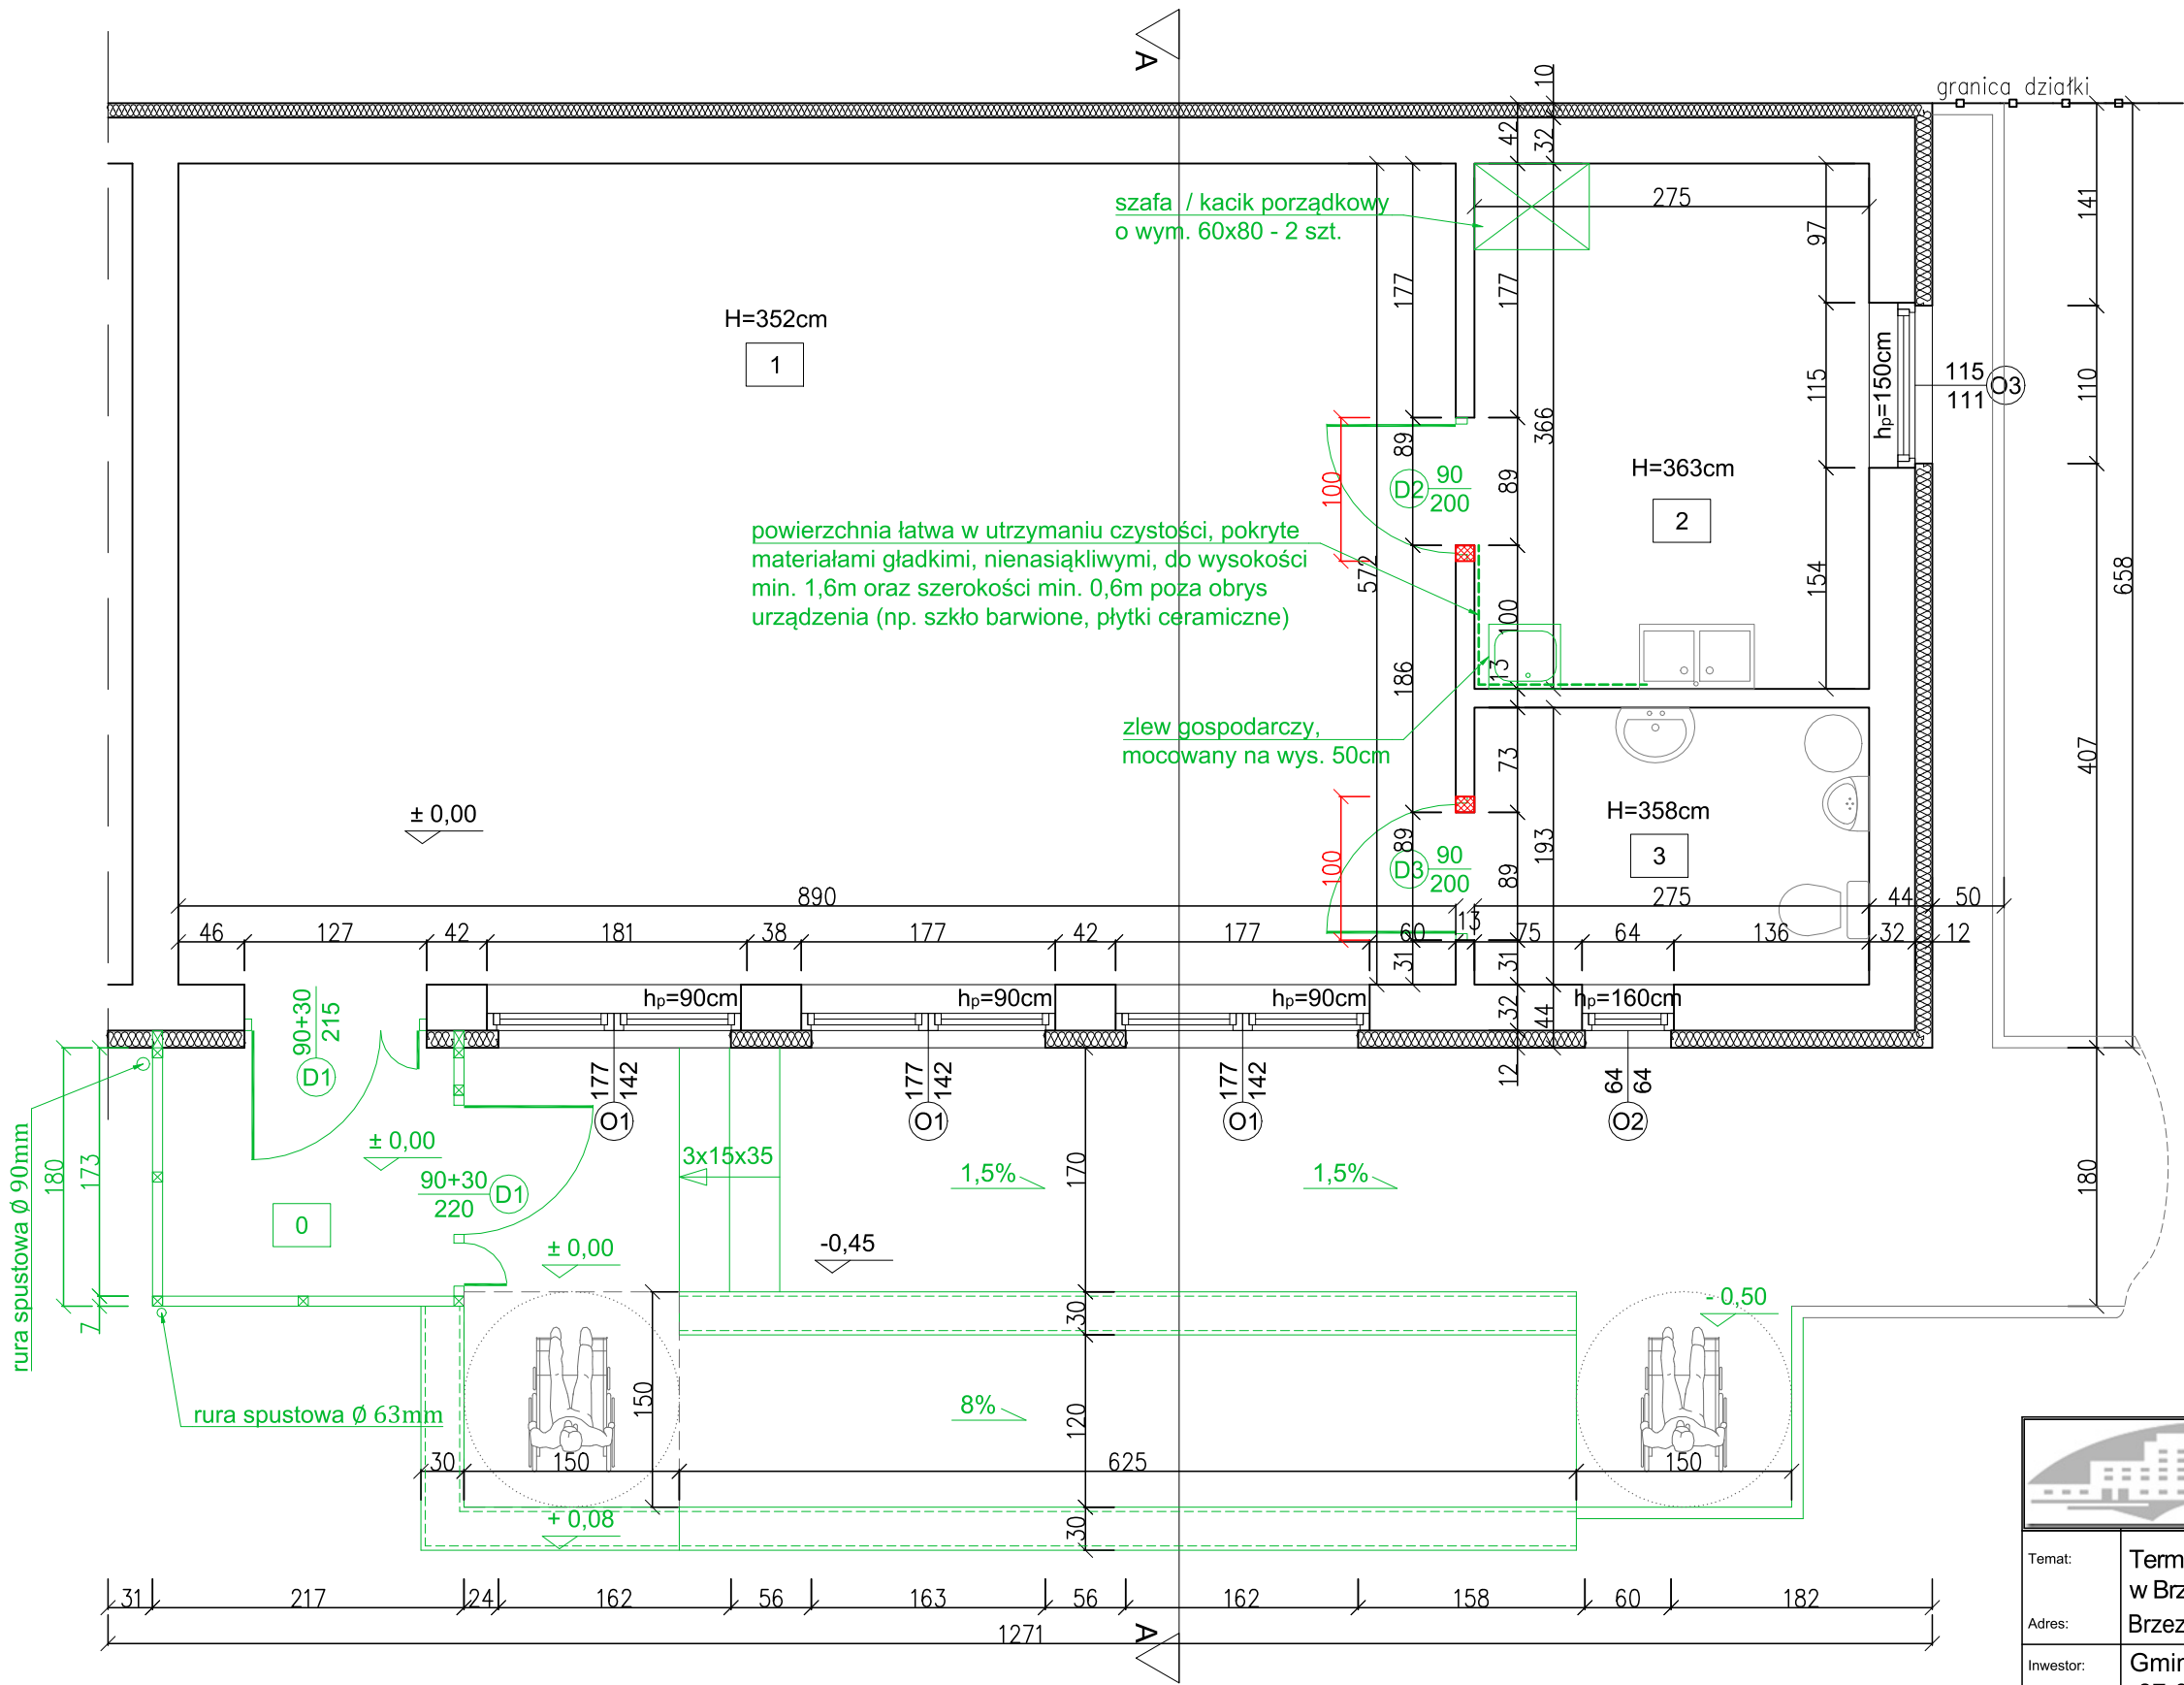 A
granica działki
10
42
32
141
szafa / kacik porządkowy
o wym. 60x80 - 2 szt.
275
97
177
177
H=352cm
1
hp=150cm
115
115
111
O3
110
366
89
89
100
D2
90
200
H=363cm
2
powierzchnia łatwa w utrzymaniu czystości, pokryte
materiałami gładkimi, nienasiąkliwymi, do wysokości
min. 1,6m oraz szerokości min. 0,6m poza obrys
urządzenia (np. szkło barwione, płytki ceramiczne)
572
154
658
100
13
186
zlew gospodarczy,
mocowany na wys. 50cm
73
407
± 0,00
H=358cm
3
100
89
D3
90
200
89
193
890
275
44
50
46
127
42
181
38
177
42
177
60
13
75
64
136
32
12
31
31
90+30
215
D1
hp=90cm
hp=90cm
hp=90cm
hp=160cm
32
44
12
177
142
O1
177
142
O1
177
142
O1
64
64
O2
rura spustowa Ø 90mm
180
173
7
± 0,00
90+30
220
D1
3x15x35
1,5%
1,5%
170
180
0
± 0,00
-0,45
- 0,50
30
150
8%
120
rura spustowa Ø 63mm
30
150
625
150
+ 0,08
30
31
217
24
162
56
163
56
162
158
60
182
1271
A
Temat:
Term
w Brz
Adres:
Brzez
Inwestor:
Gmin